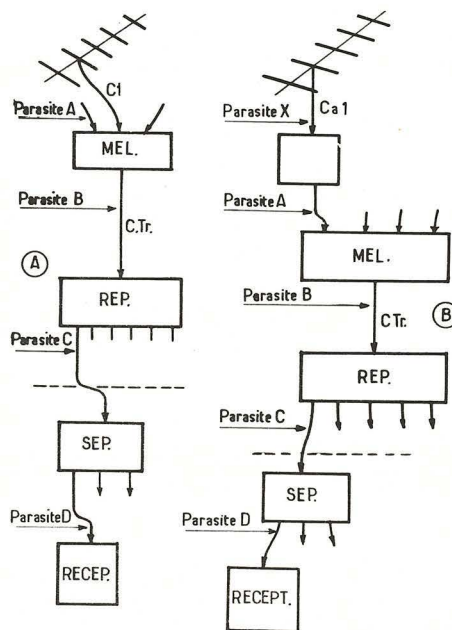 C1
Parasite A
MEL.
Parasite B
C.Tr.
A
REP.
Parasite C
SEP.
Parasite D
RECEP.
Parasite X
Ca 1
Parasite A
MEL.
Parasite B
C Tr.
B
REP.
Parasite C
SEP.
Parasite D
RECEPT.